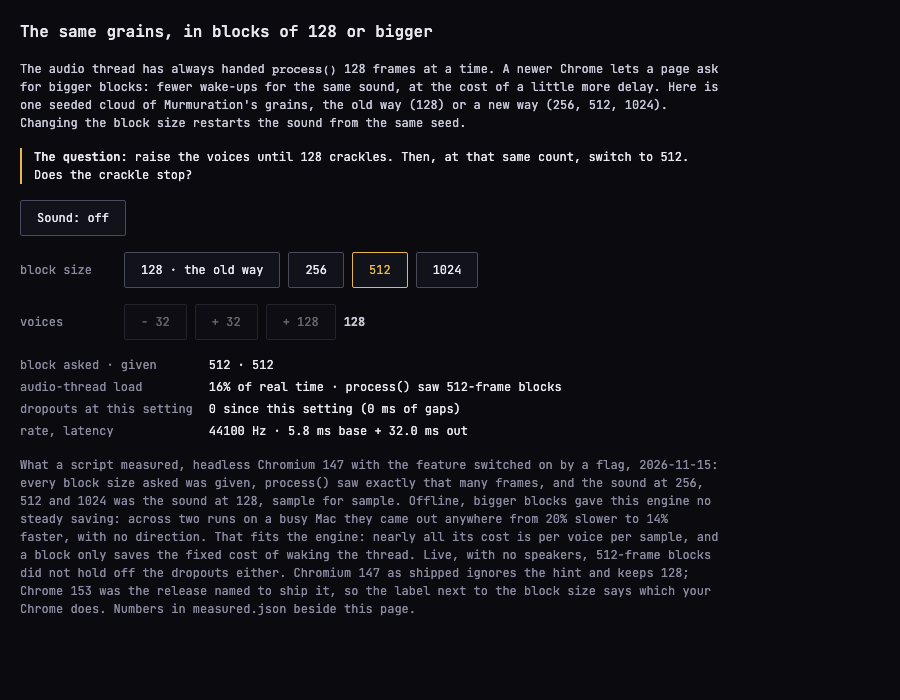 The same grains, in blocks of 128 or bigger
The audio thread has always handed process() 128 frames at a time. A newer Chrome lets a page ask
for bigger blocks: fewer wake-ups for the same sound, at the cost of a little more delay. Here is
one seeded cloud of Murmuration's grains, the old way (128) or a new way (256, 512, 1024).
Changing the block size restarts the sound from the same seed.
The question: raise the voices until 128 crackles. Then, at that same count, switch to 512.
Does the crackle stop?
Sound: off
block size 128 · the old way 256 512 1024
voices - 32 + 32 + 128 128
block asked · given 512 · 512
audio-thread load 16% of real time · process() saw 512-frame blocks
dropouts at this setting 0 since this setting (0 ms of gaps)
rate, latency 44100 Hz · 5.8 ms base + 32.0 ms out
What a script measured, headless Chromium 147 with the feature switched on by a flag, 2026-11-15:
every block size asked was given, process() saw exactly that many frames, and the sound at 256,
512 and 1024 was the sound at 128, sample for sample. Offline, bigger blocks gave this engine no
steady saving: across two runs on a busy Mac they came out anywhere from 20% slower to 14%
faster, with no direction. That fits the engine: nearly all its cost is per voice per sample, and
a block only saves the fixed cost of waking the thread. Live, with no speakers, 512-frame blocks
did not hold off the dropouts either. Chromium 147 as shipped ignores the hint and keeps 128;
Chrome 153 was the release named to ship it, so the label next to the block size says which your
Chrome does. Numbers in measured.json beside this page.